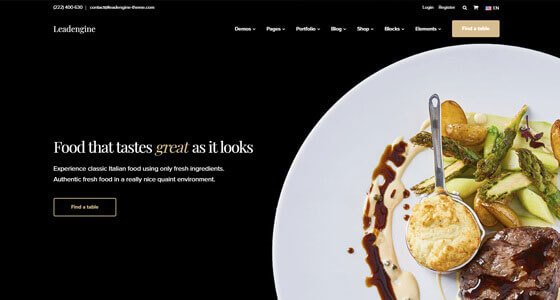 (222) 400-630 | contact@leadengine-theme.com Login Register EN
Leadengine Demos Pages Portfolio Blog Shop Blocks Elements Find a table
Food that tastes great as it looks
Experience classic Italian food using only fresh ingredients.
Authentic fresh food in a really nice quaint environment.
Find a table